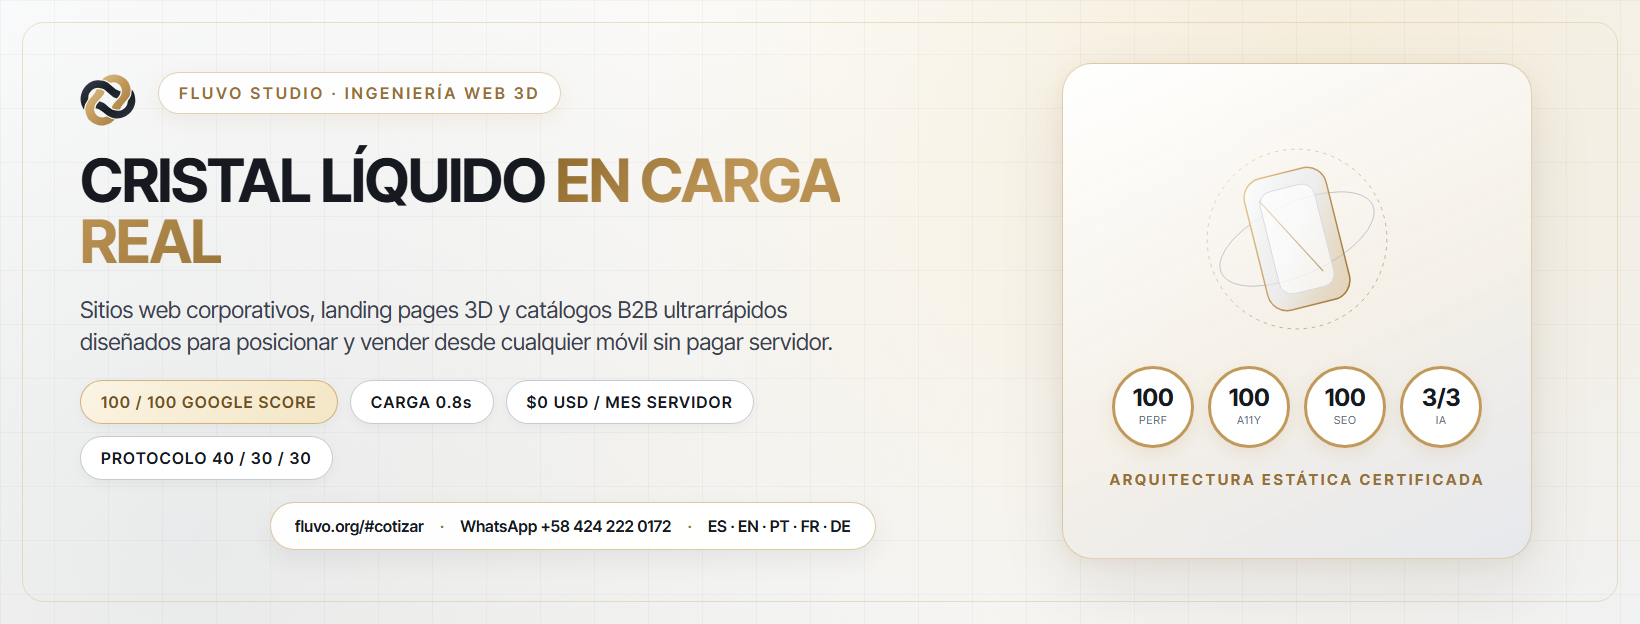 FLUVO STUDIO · INGENIERÍA WEB 3D
CRISTAL LÍQUIDO EN CARGA
REAL
Sitios web corporativos, landing pages 3D y catálogos B2B ultrarrápidos
diseñados para posicionar y vender desde cualquier móvil sin pagar servidor.
100 / 100 GOOGLE SCORE
CARGA 0.8s
$0 USD / MES SERVIDOR
PROTOCOLO 40 / 30 / 30
fluvo.org/#cotizar · WhatsApp +58 424 222 0172 · ES · EN · PT · FR · DE
100 PERF
100 A11Y
100 SEO
3/3 IA
ARQUITECTURA ESTÁTICA CERTIFICADA